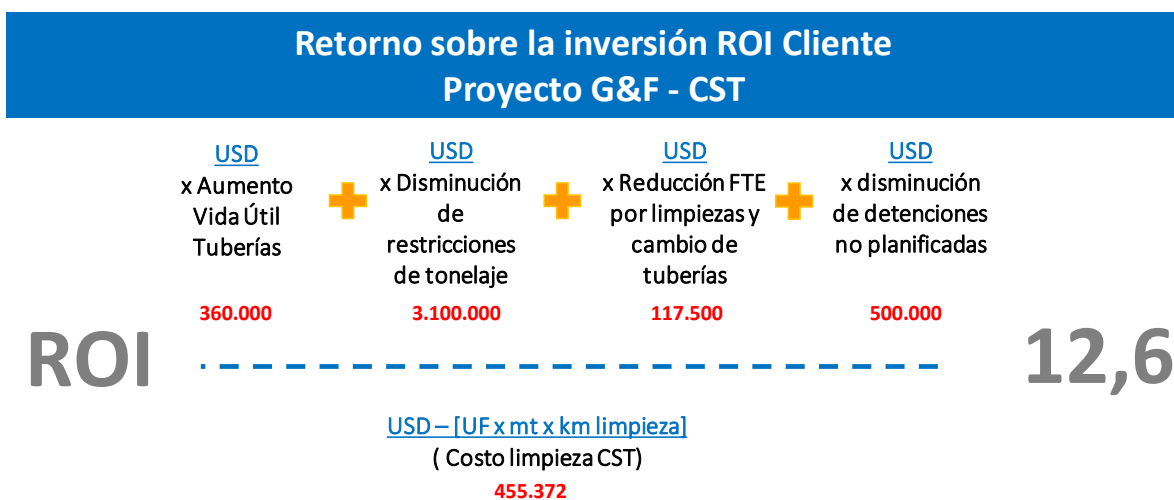 Retorno sobre la inversión ROI Cliente
Proyecto G&F - CST
USD
x Aumento
Vida Útil
Tuberías
360.000
USD
x Disminución
de
restricciones
de tonelaje
3.100.000
USD
x Reducción FTE
por limpiezas y
cambio de
tuberías
117.500
USD
x disminución
de detenciones
no planificadas
500.000
ROI
12,6
USD – [UF x mt x km limpieza]
( Costo limpieza CST)
455.372